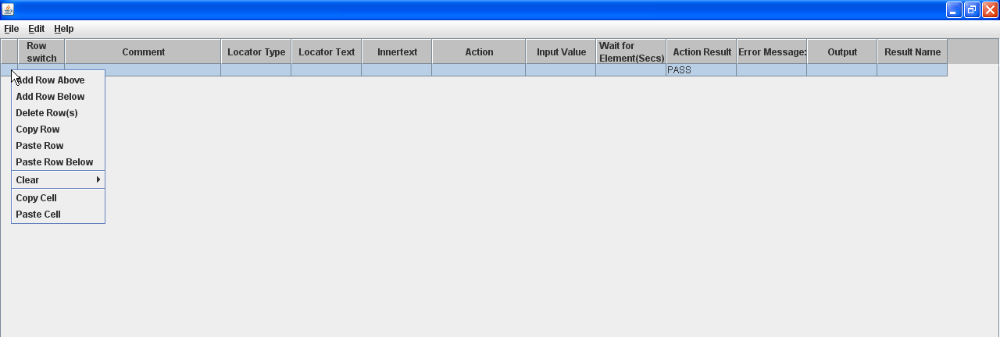 File Edit Help
Row switch Comment Locator Type Locator Text Innertext Action Input Value Wait for Element(Secs) Action Result Error Message: Output Result Name
PASS
Add Row Above
Add Row Below
Delete Row(s)
Copy Row
Paste Row
Paste Row Below
Clear
Copy Cell
Paste Cell